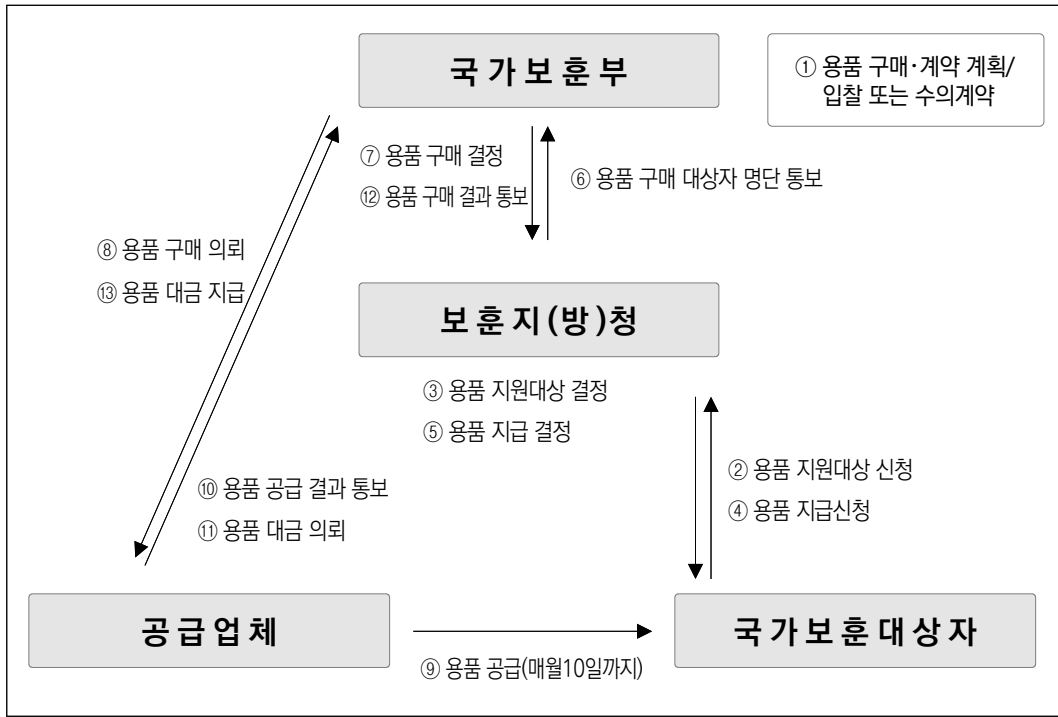 국가보훈부
① 용품 구매·계약 계획/
입찰 또는 수의계약
⑦ 용품 구매 결정
⑫ 용품 구매 결과 통보
⑥ 용품 구매 대상자 명단 통보
⑧ 용품 구매 의뢰
⑬ 용품 대금 지급
보훈지(방)청
③ 용품 지원대상 결정
⑤ 용품 지급 결정
② 용품 지원대상 신청
④ 용품 지급신청
⑩ 용품 공급 결과 통보
⑪ 용품 대금 의뢰
공급업체
국가보훈대상자
⑨ 용품 공급(매월10일까지)